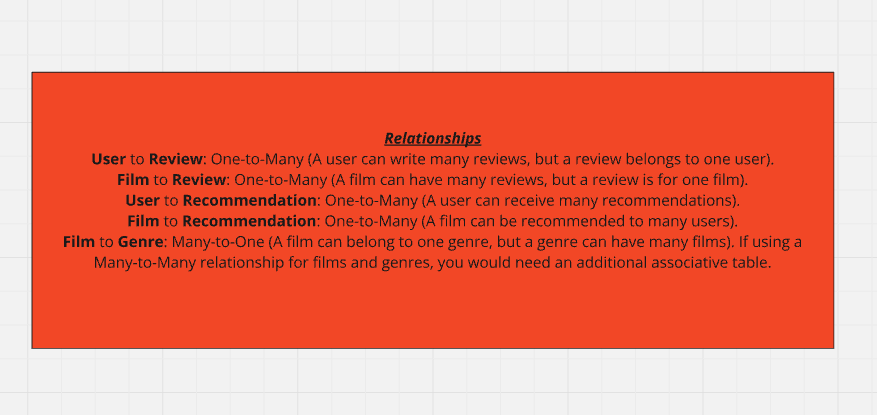 Relationships
User to Review: One-to-Many (A user can write many reviews, but a review belongs to one user).
Film to Review: One-to-Many (A film can have many reviews, but a review is for one film).
User to Recommendation: One-to-Many (A user can receive many recommendations).
Film to Recommendation: One-to-Many (A film can be recommended to many users).
Film to Genre: Many-to-One (A film can belong to one genre, but a genre can have many films). If using a
Many-to-Many relationship for films and genres, you would need an additional associative table.